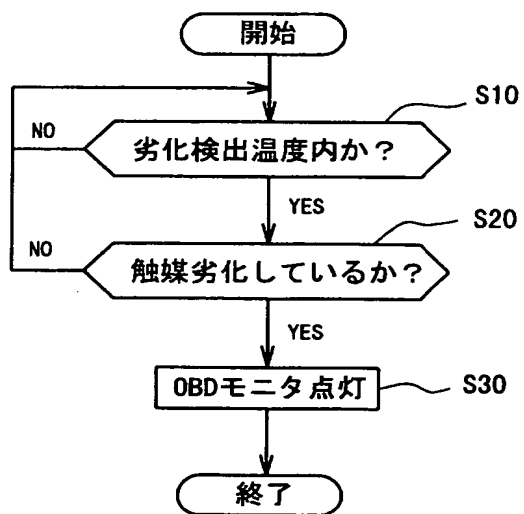 開始
S10
NO
劣化検出温度内か?
YES
S20
NO
触媒劣化しているか?
YES
OBDモニタ点灯
S30
終了